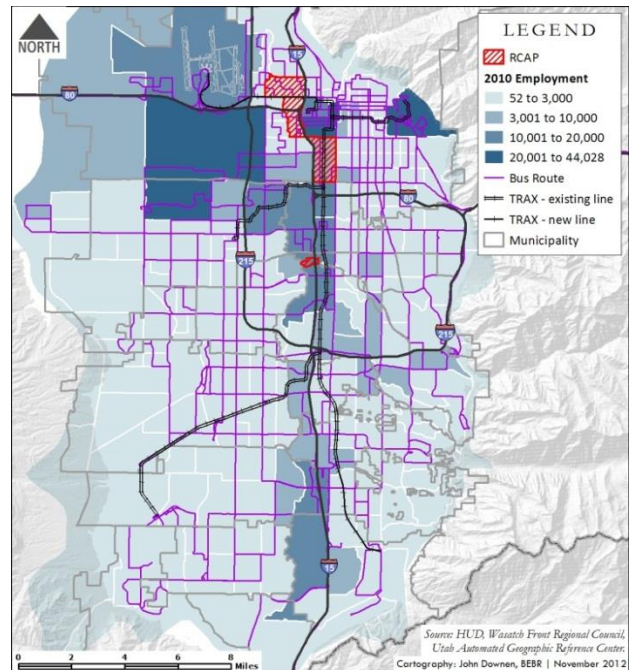 NORTH
15
80
80
215
215
15
LEGEND
RCAP
2010 Employment
52 to 3,000
3,001 to 10,000
10,001 to 20,000
20,001 to 44,028
Bus Route
TRAX - existing line
TRAX - new line
Municipality
0 2 4 6 8
Miles
Source: HUD, Wasatch Front Regional Council,
Utah Automated Geographic Reference Center.
Cartography: John Downen, BEBR | November 2012